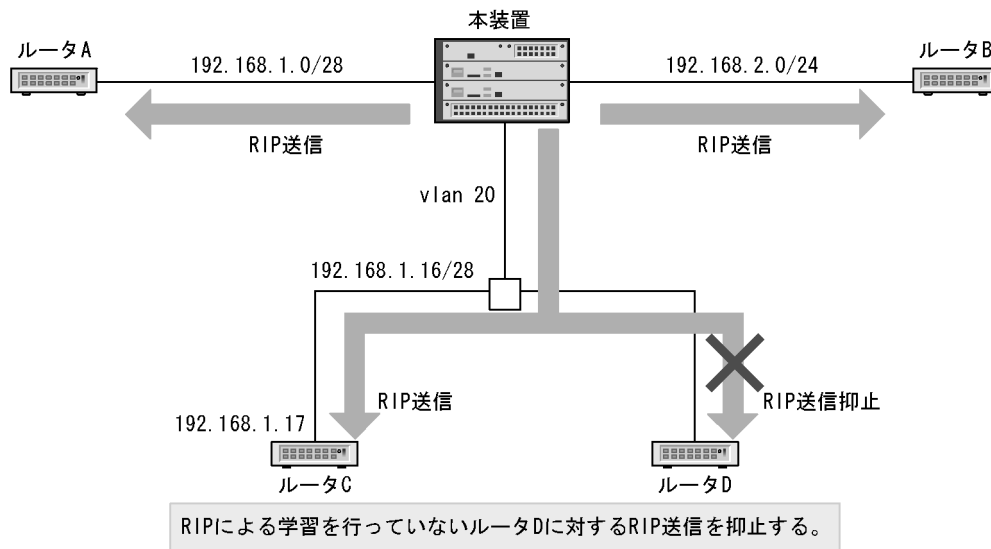 本装置
ルータA
ルータB
192.168.1.0/28
192.168.2.0/24
RIP送信
RIP送信
vlan 20
192.168.1.16/28
RIP送信
RIP送信抑止
192.168.1.17
ルータC
ルータD
RIPによる学習を行っていないルータDに対するRIP送信を抑止する。